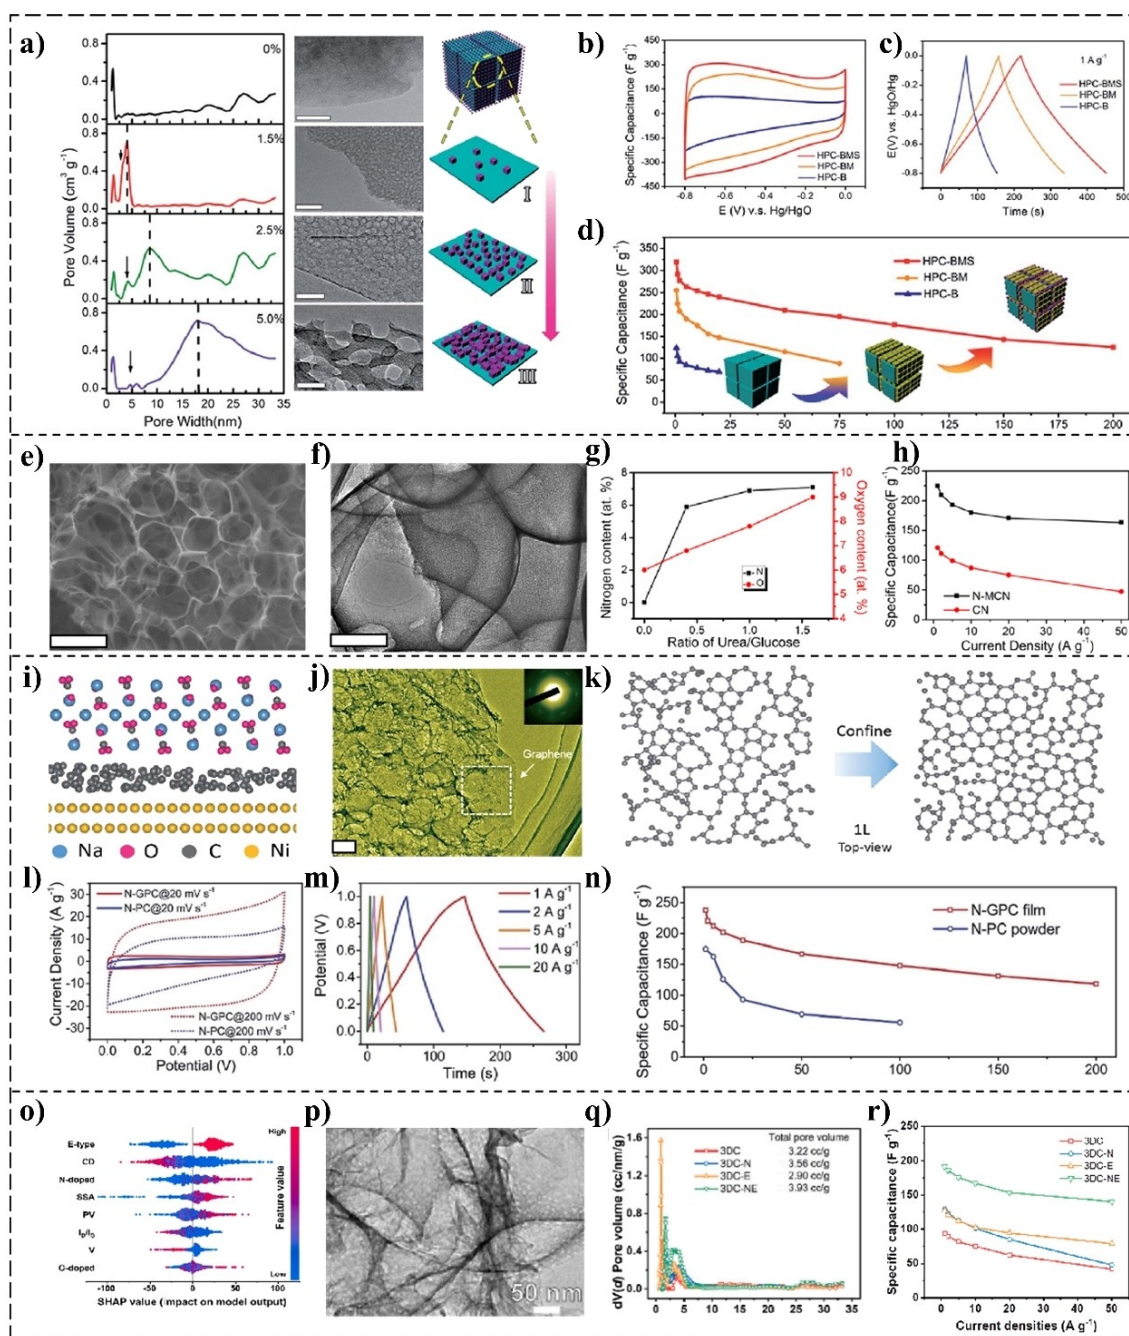 a)
0%
1.5%
2.5%
5.0%
Pore Volume (cm³ g⁻¹)
0.8
0.4
0.0
0.8
0.4
0.0
0.8
0.4
0.0
0.8
0.4
0.0
0 5 10 15 20 25 30 35
Pore Width(nm)
I
II
III
b)
Specific Capacitance (F g⁻¹)
450
300
150
0
-150
-300
-450
HPC-BMS
HPC-BM
HPC-B
-0.8 -0.6 -0.4 -0.2 0.0
E (V) v.s. Hg/HgO
c)
E(V) vs. HgO/Hg
0.0
-0.4
-0.8
1 A g⁻¹
HPC-BMS
HPC-BM
HPC-B
0 100 200 300 400 500
Time (s)
d)
Specific Capacitance (F g⁻¹)
350
300
250
200
150
100
50
0
HPC-BMS
HPC-BM
HPC-B
0 25 50 75 100 125 150 175 200
e)
f)
g)
Nitrogen content (at. %)
8
6
4
2
0
N
O
Oxygen content (at. %)
10
9
8
7
6
5
4
0.0 0.5 1.0 1.5
Ratio of Urea/Glucose
h)
Specific Capacitance(F g⁻¹)
250
200
150
100
50
0
N-MCN
CN
0 10 20 30 40 50
Current Density (A g⁻¹)
i)
Na O C Ni
j)
Graphene
k)
Confine
1L
Top-view
l)
Current Density (A g⁻¹)
30
20
10
0
-10
-20
-30
N-GPC@20 mV s⁻¹
N-PC@20 mV s⁻¹
N-GPC@200 mV s⁻¹
N-PC@200 mV s⁻¹
0.0 0.2 0.4 0.6 0.8 1.0
Potential (V)
m)
Potential (V)
1.0
0.8
0.6
0.4
0.2
0.0
1 A g⁻¹
2 A g⁻¹
5 A g⁻¹
10 A g⁻¹
20 A g⁻¹
0 100 200 300
Time (s)
n)
Specific Capacitance (F g⁻¹)
250
200
150
100
50
0
N-GPC film
N-PC powder
0 50 100 150 200
o)
E-type
CD
N-doped
SSA
PV
I_D/I_G
V
O-doped
High
Feature value
Low
-100 -50 0 50 100
SHAP value (impact on model output)
p)
50 nm
q)
dV(d) Pore volume (cc/nm/g)
1.6
1.2
0.8
0.4
0.0
Total pore volume
3DC 3.22 cc/g
3DC-N 3.56 cc/g
3DC-E 2.90 cc/g
3DC-NE 3.93 cc/g
0 5 10 15 20 25 30 35
r)
Specific capacitance (F g⁻¹)
250
200
150
100
50
0
3DC
3DC-N
3DC-E
3DC-NE
0 10 20 30 40 50
Current densities (A g⁻¹)